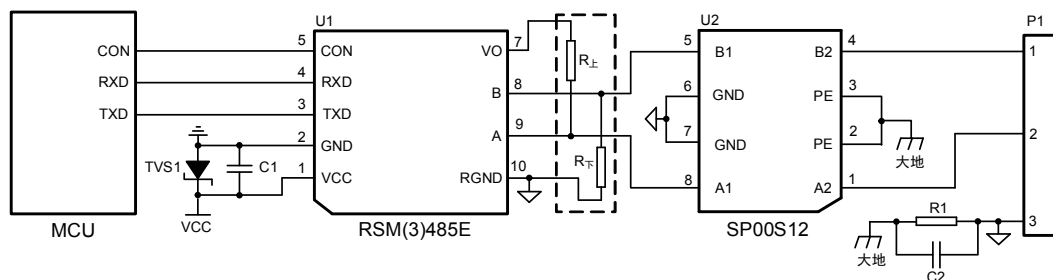 U1
U2
P1
CON
RXD
TXD
MCU
5
4
3
2
1
CON
RXD
TXD
GND
VCC
VO
B
A
RGND
7
8
9
10
RSM(3)485E
TVS1
C1
VCC
R上
R下
5
6
7
8
B1
GND
GND
A1
B2
PE
PE
A2
4
3
2
1
SP00S12
大地
1
2
3
R1
C2
大地